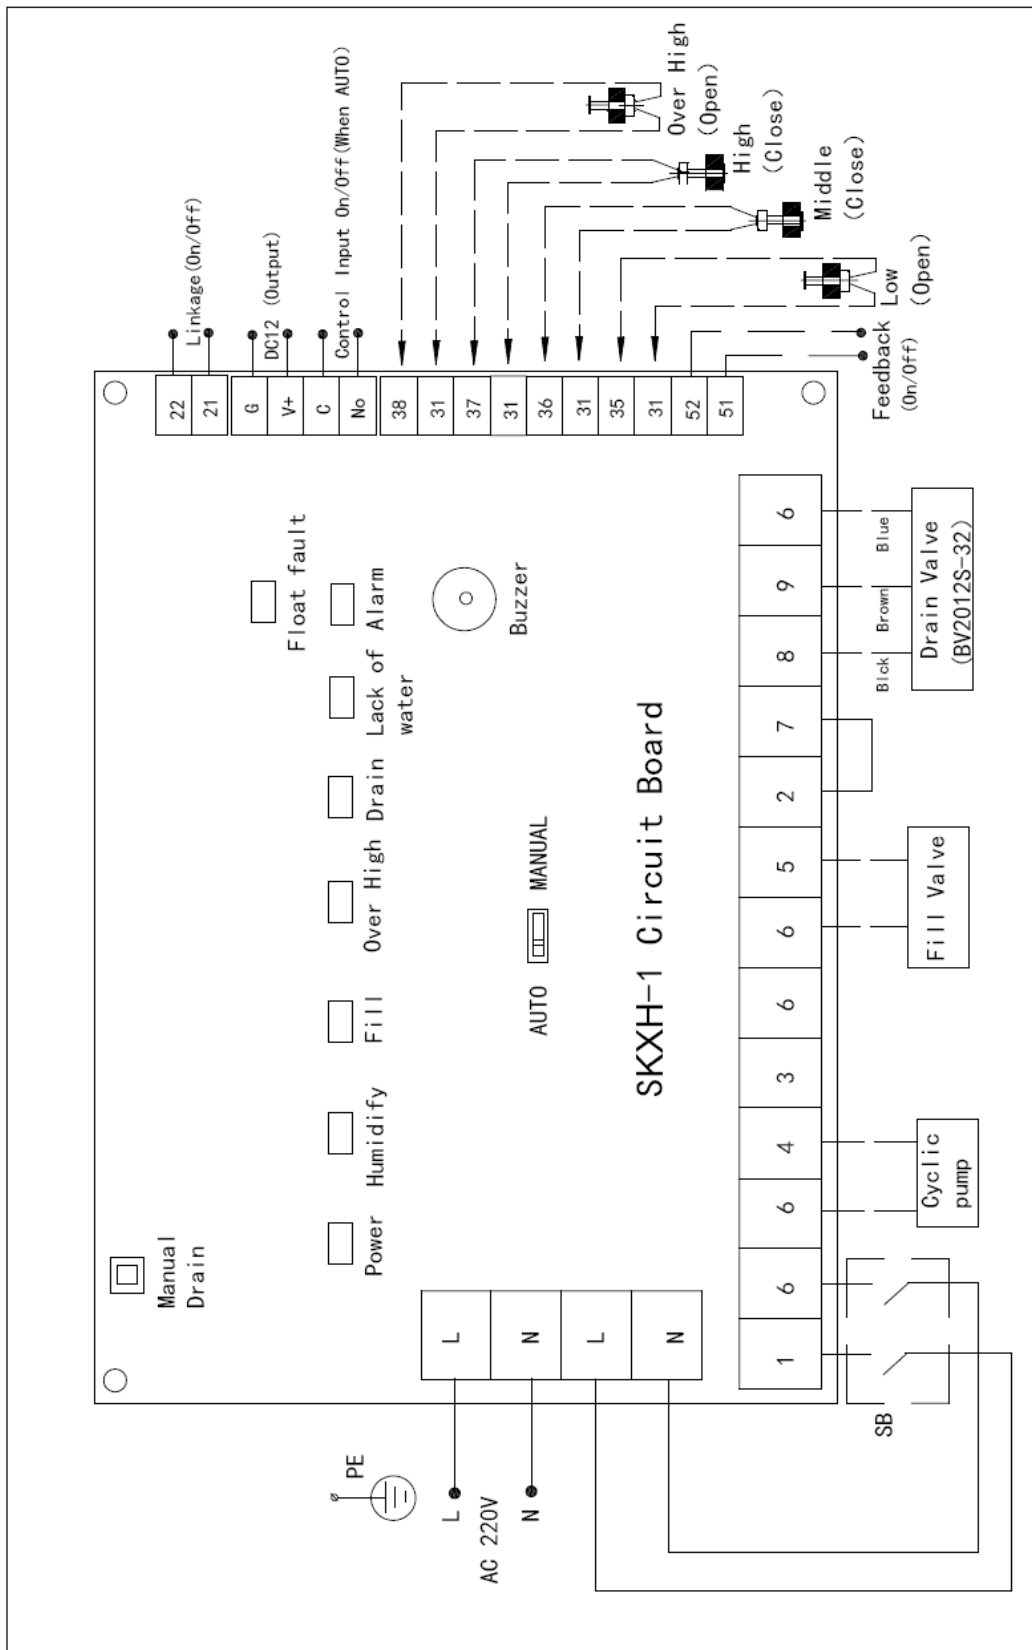 Linkage(On/Off)
DC12 (Output)
Control Input On/Off(When AUTO)
Over High
(Open)
High
(Close)
Middle
(Close)
Low
(Open)
Feedback
(On/Off)
22
21
G
V+
C
No
38
31
37
31
36
31
35
31
52
51
Float fault
Manual
Drain
Power
Humidify
Fill
Over High
Drain
Lack of
water
Alarm
Buzzer
AUTO
MANUAL
SKXH-1 Circuit Board
PE
L
AC 220V
N
L
N
L
N
1
6
6
4
3
6
6
5
2
7
8
9
6
SB
Cyclic
pump
Fill Valve
Blck
Brown
Blue
Drain Valve
(BV2012S-32)